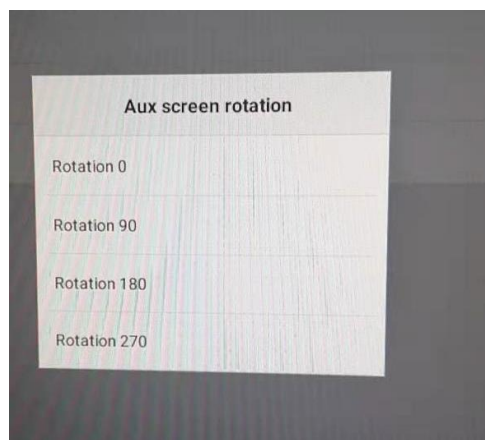 Aux screen rotation
Rotation 0
Rotation 90
Rotation 180
Rotation 270